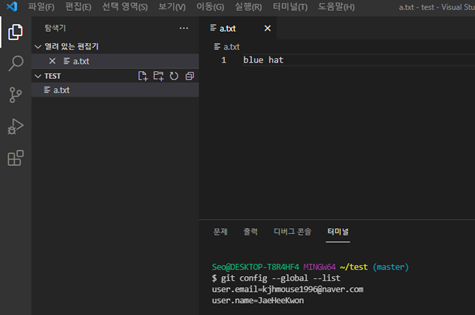 파일(F) 편집(E) 선택 영역(S) 보기(V) 이동(G) 실행(R) 터미널(T) 도움말(H) a.txt - test - Visual Stu
탐색기 ···
열려 있는 편집기
a.txt
TEST
a.txt
a.txt
a.txt
1 blue hat
문제 출력 디버그 콘솔 터미널
Seo@DESKTOP-T8R4HF4 MINGW64 ~/test (master)
$ git config --global --list
user.email=kjhmouse1996@naver.com
user.name=JaeHeeKwon